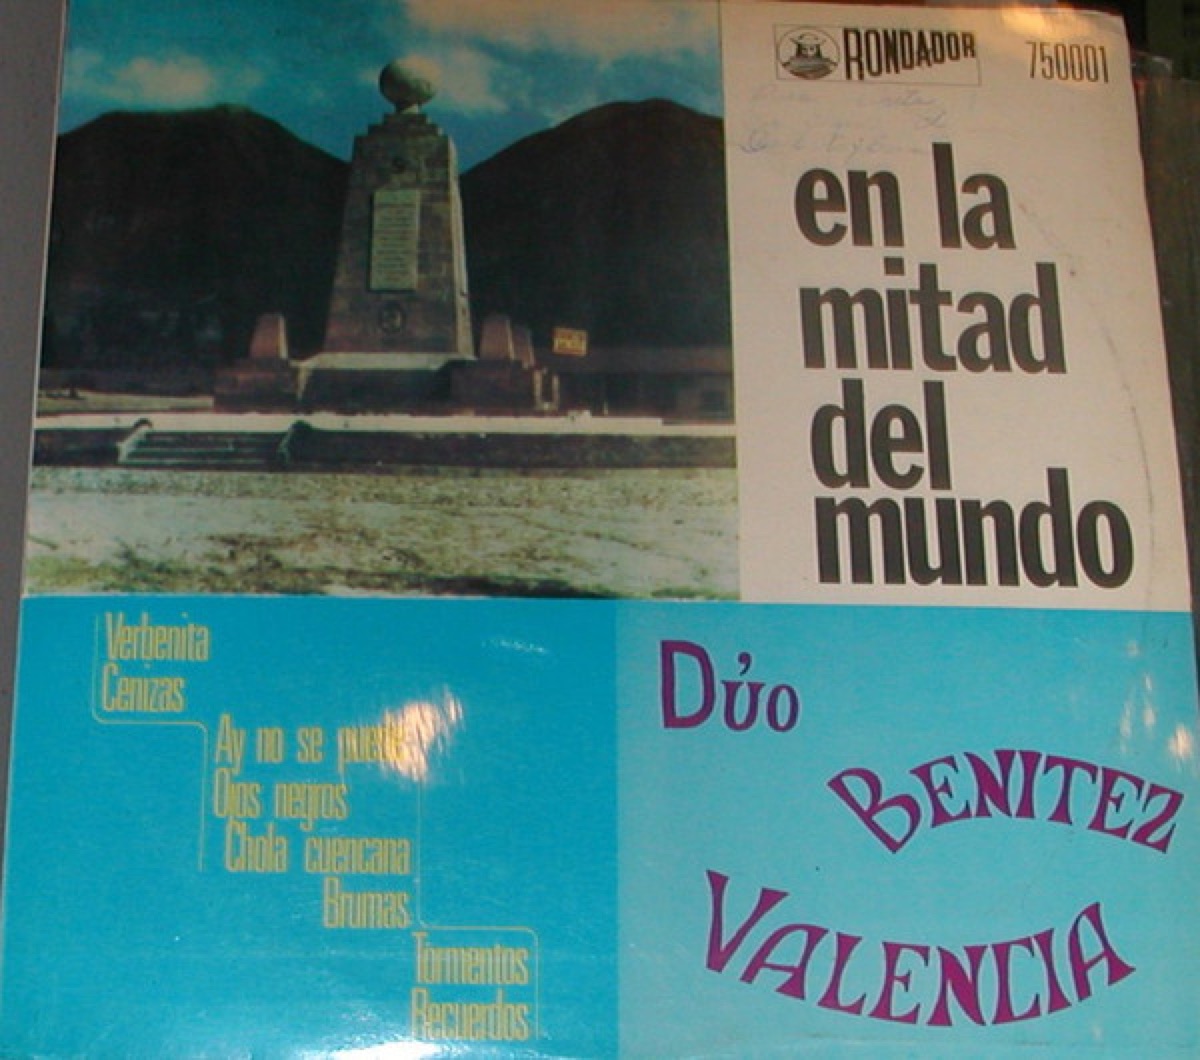 RONDADOR
750001
en la
mitad
del
mundo
Verbenita
Cenizas
Ay no se puede
Ojos negros
Chola cuencana
Brumas
Tormentos
Recuerdos
Dúo
BENITEZ
VALENCIA